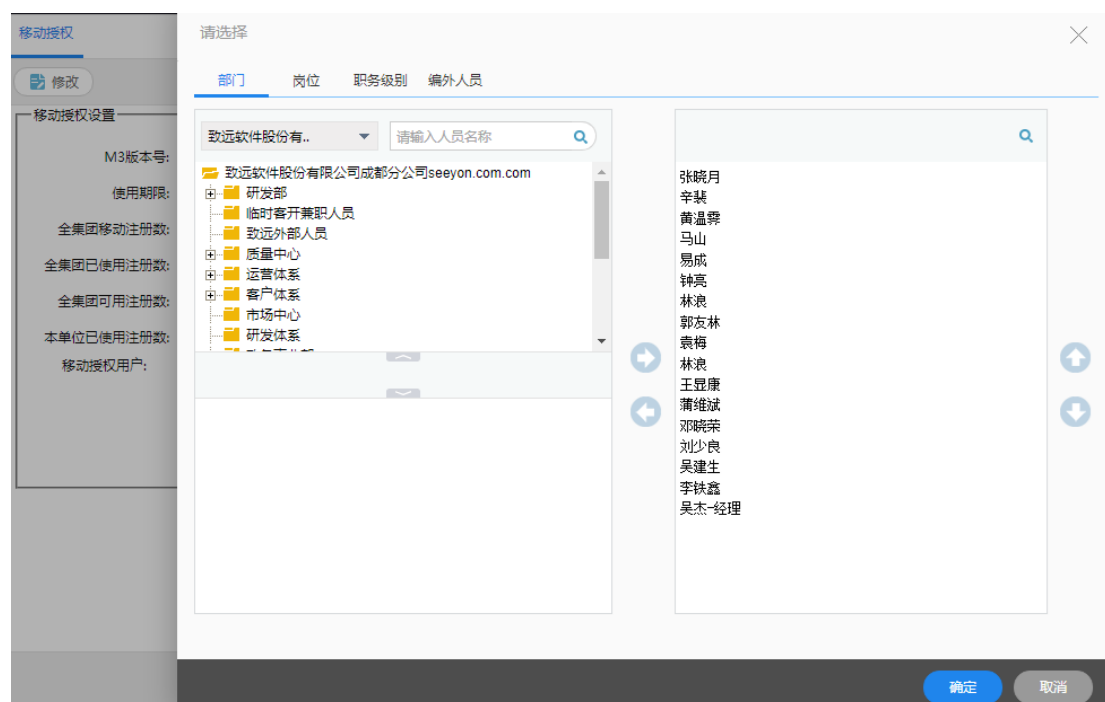 移动授权
修改
移动授权设置
M3版本号:
使用期限:
全集团移动注册数:
全集团已使用注册数:
全集团可用注册数:
本单位已使用注册数:
移动授权用户:
请选择
部门 岗位 职务级别 编外人员
致远软件股份有.. 请输入人员名称
致远软件股份有限公司成都分公司seeyon.com.com
研发部
临时客开兼职人员
致远外部人员
质量中心
运营体系
客户体系
市场中心
研发体系
张晓月
辛裴
黄温霁
马山
易成
钟亮
林浪
郭友林
袁梅
林浪
王显康
蒲维斌
邓晓荣
刘少良
吴建生
李铁鑫
吴杰-经理
确定 取消